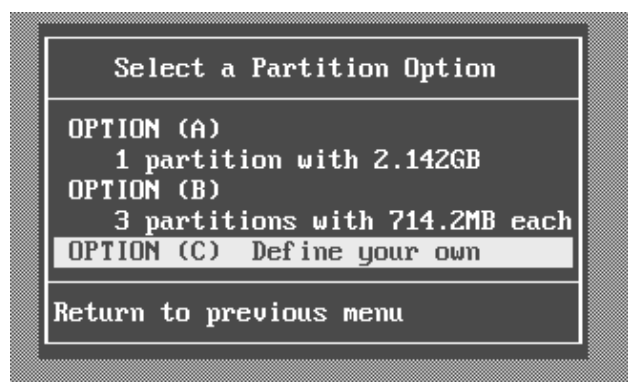 Select a Partition Option
OPTION (A)
1 partition with 2.142GB
OPTION (B)
3 partitions with 714.2MB each
OPTION (C) Define your own
Return to previous menu